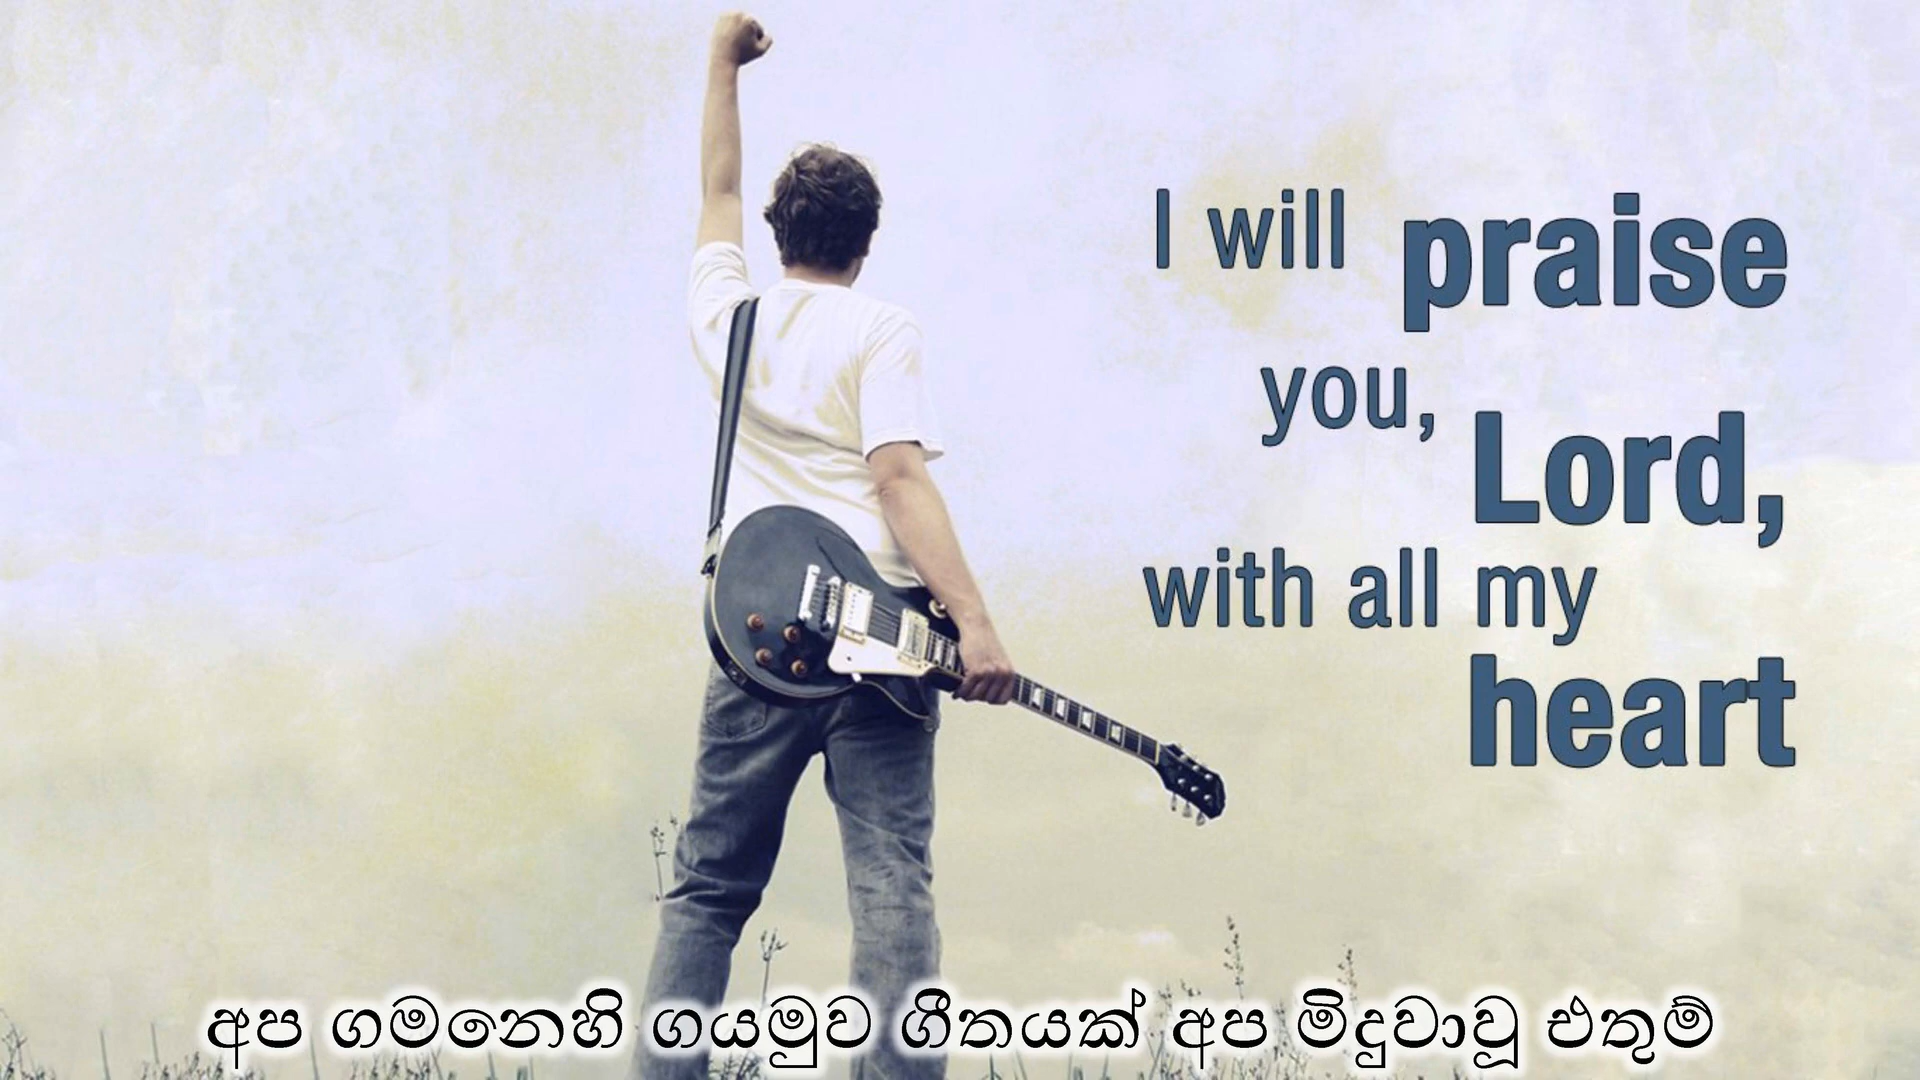 I will praise
you, Lord,
with all my
heart
අප ගමනෙහි ගයමුව ගීතයක් අප මිදුවාවූ එතුම්